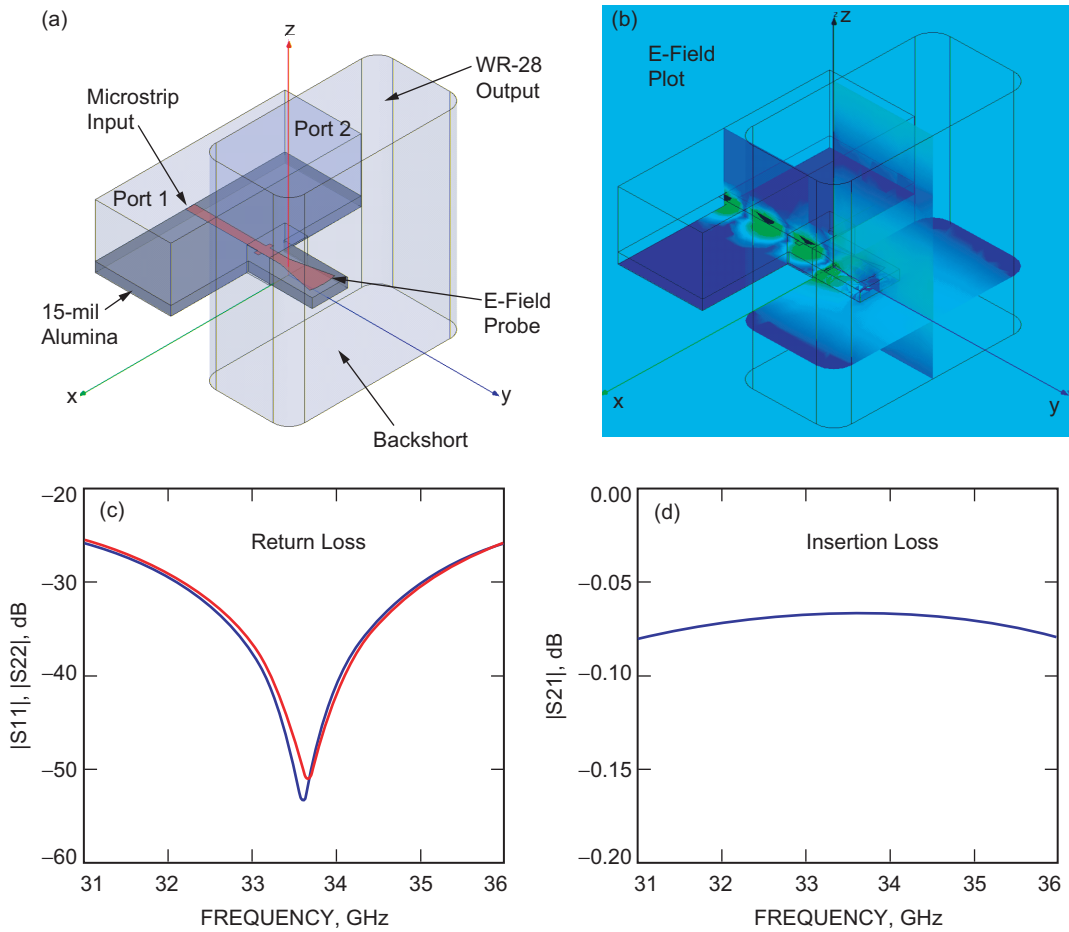 (a)
z
WR-28
Output
Microstrip
Input
Port 2
Port 1
15-mil
Alumina
E-Field
Probe
x
y
Backshort
(b)
z
E-Field
Plot
x
y
(c)
Return Loss
|S11|, |S22|, dB
–20
–30
–40
–50
–60
31 32 33 34 35 36
FREQUENCY, GHz
(d)
Insertion Loss
|S21|, dB
0.00
–0.05
–0.10
–0.15
–0.20
31 32 33 34 35 36
FREQUENCY, GHz